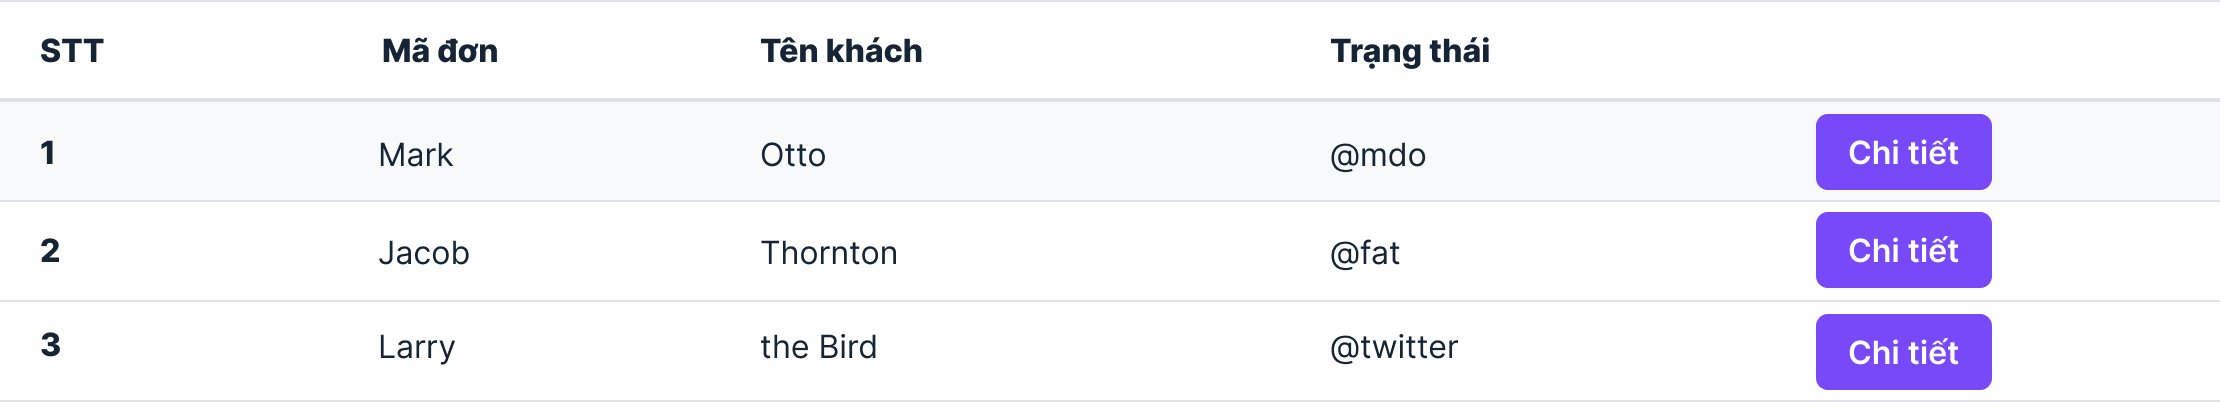 STT Mã đơn Tên khách Trạng thái
1 Mark Otto @mdo Chi tiết
2 Jacob Thornton @fat Chi tiết
3 Larry the Bird @twitter Chi tiết